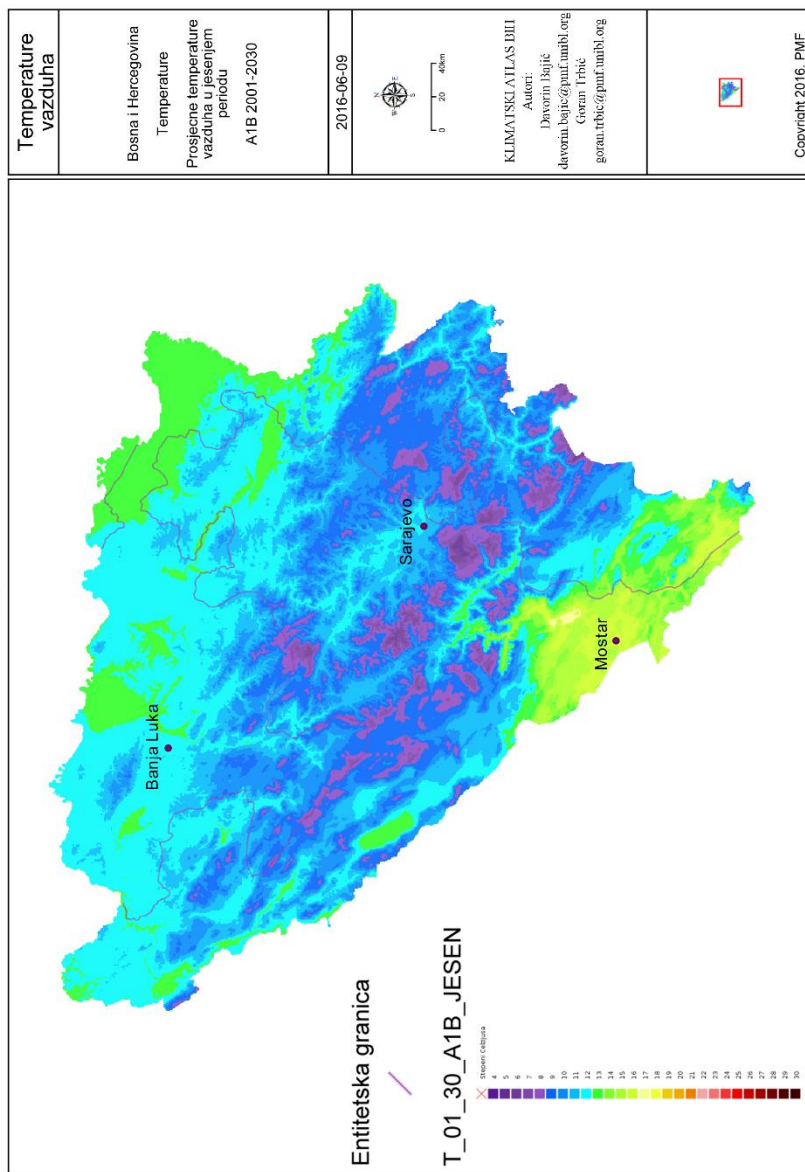 Temperature
vazduha
Bosna i Hercegovina
Temperature
Prosjecne temperature
vazduha u jesenjem
periodu
A1B 2001-2030
2016-06-09
N
W
E
S
0
20
40km
KLIMATSKI ATLAS BIH
Autori:
Davorin Bajić
davorin.bajic@pmf.unibl.org
Goran Trbić
goran.trbic@pmf.unibl.org
Copyright 2016. PMF
Banja Luka
Sarajevo
Mostar
Entitetska granica
T_01_30_A1B_JESEN
Stepeni Celzijusa
4
5
6
7
8
9
10
11
12
13
14
15
16
17
18
19
20
21
22
23
24
25
26
27
28
29
30